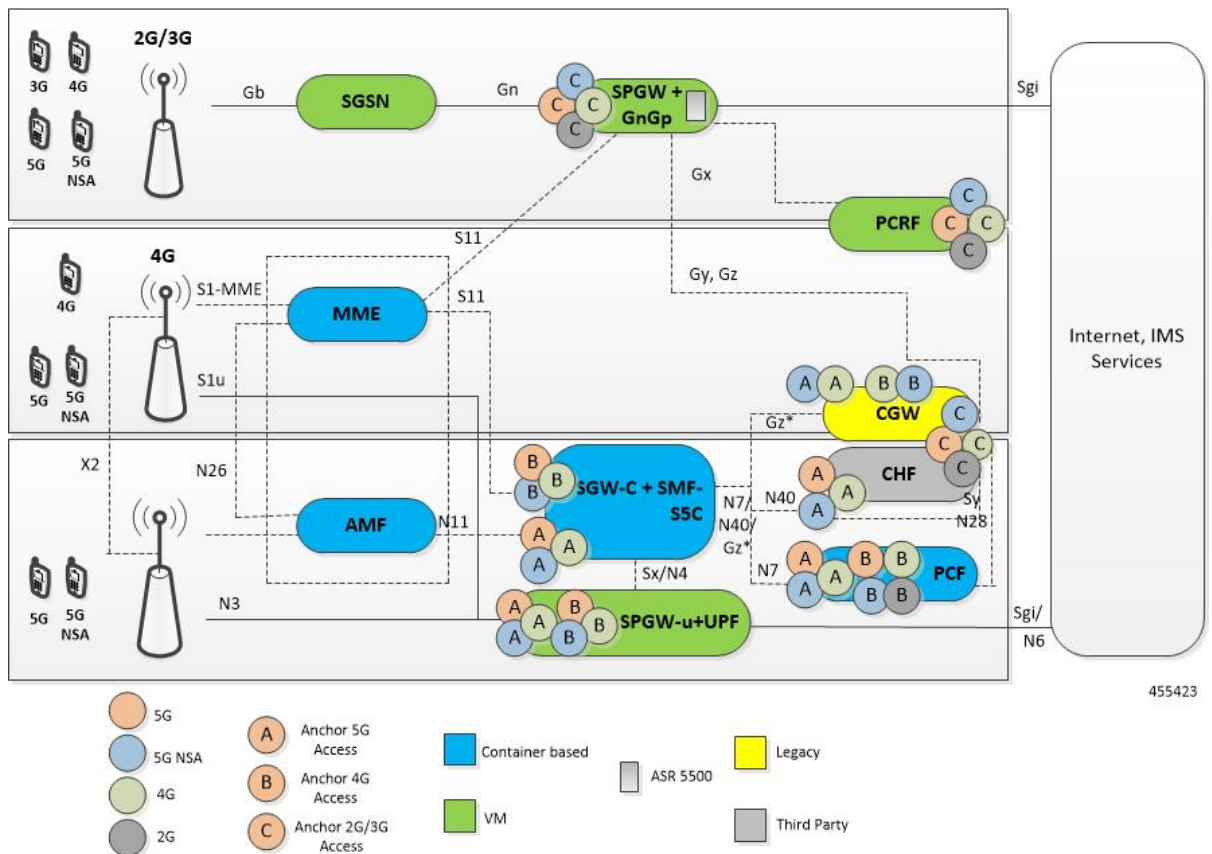 2G/3G
3G
4G
5G
5G
NSA
Gb
SGSN
Gn
C
C
C
C
SPGW +
GnGp
Sgi
Gx
S11
PCRF
C
C
C
C
4G
4G
5G
5G
NSA
S1-MME
MME
S11
S1u
Gy, Gz
A
A
B
B
CGW
Gz*
C
C
C
C
Internet, IMS
Services
X2
N26
5G
5G
NSA
AMF
N11
N3
B
B
B
SGW-C + SMF-
S5C
A
A
A
Sx/N4
N7/
N40/
Gz*
N40
A
A
A
CHF
Sy
N28
N7
A
A
A
B
B
B
B
PCF
A
A
A
B
B
B
SPGW-u+UPF
Sgi/
N6
455423
5G
5G NSA
4G
2G
A
Anchor 5G
Access
B
Anchor 4G
Access
C
Anchor 2G/3G
Access
Container based
VM
ASR 5500
Legacy
Third Party